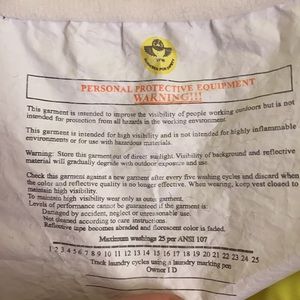 PERSONAL PROTECTIVE EQUIPMENT
WARNING!!!
This garment is intended to improve the visibility of people working outdoors but is not
intended for protection from all hazards in the working environment.
This garment is intended for high visibility and is not intended for highly inflammable
environments or for use with hazardous materials.
Warning: Store this garment out of direct sunlight. Visibility of background and reflective
material will gradually degrade with outdoor exposure and use.
Check this garment against a new garment after every five washing cycles and discard when
the color and reflective quality is no longer effective. When wearing, keep vest closed to
maintain high visibility.
To maintain high visibility wear only as outer garment.
Levels of performance cannot be guaranteed if the garment is:
Damaged by accident, neglect or unreasonable use.
Not cleaned according to care instructions.
Reflective tape becomes abraded and florescent color is faded.
Maximum washings 25 per ANSI 107
1 2 3 4 5 6 7 8 9 10 11 12 13 14 15 16 17 18 19 20 21 22 23 24 25
Track laundry cycles using a laundry marking pen
Owner I D